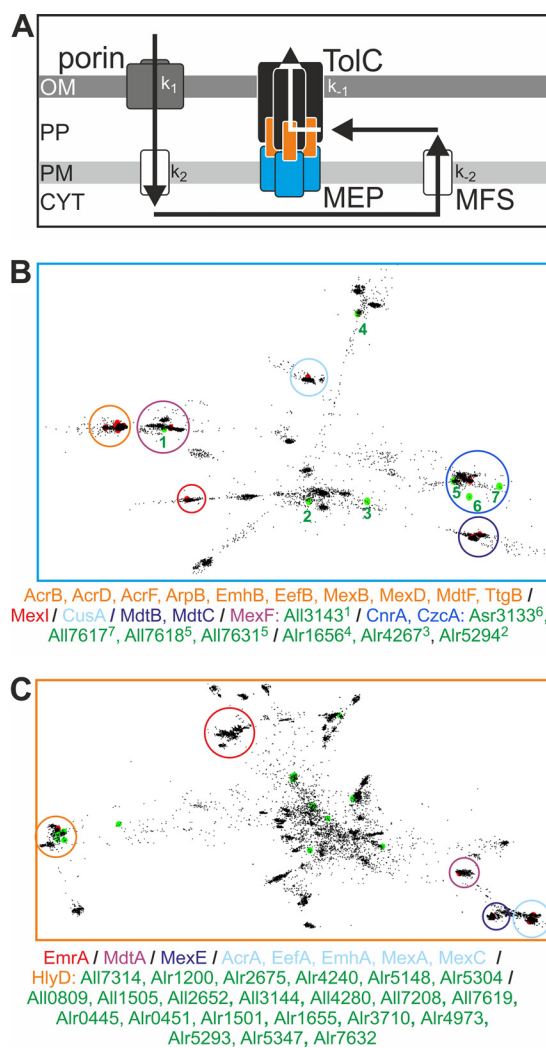 A
porin
TolC
OM
k1
k-1
PP
PM
k2
k-2
CYT
MEP
MFS
B
4
1
5
7
6
2
3
AcrB, AcrD, AcrF, ArpB, EmhB, EefB, MexB, MexD, MdtF, TtgB /
MexI / CusA / MdtB, MdtC / MexF: All3143¹ / CnrA, CzcA: Asr3133⁶,
All7617⁷, All7618⁵, All7631⁵ / Alr1656⁴, Alr4267³, Alr5294²
C
EmrA / MdtA / MexE / AcrA, EefA, EmhA, MexA, MexC /
HlyD: All7314, Alr1200, Alr2675, Alr4240, Alr5148, Alr5304 /
All0809, All1505, All2652, All3144, All4280, All7208, All7619,
Alr0445, Alr0451, Alr1501, Alr1655, Alr3710, Alr4973,
Alr5293, Alr5347, Alr7632